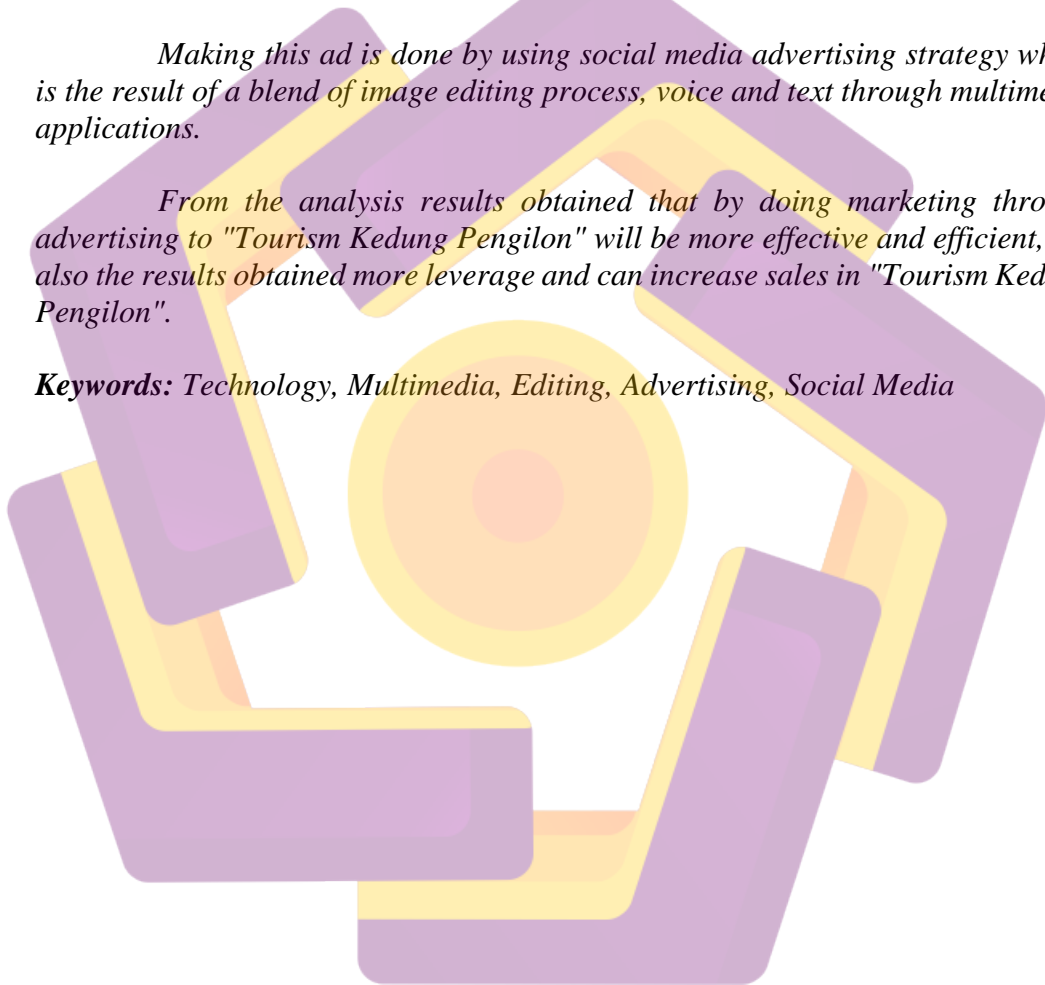 Making this ad is done by using social media advertising strategy wh
is the result of a blend of image editing process, voice and text through multime
applications.
From the analysis results obtained that by doing marketing thro
advertising to "Tourism Kedung Pengilon" will be more effective and efficient,
also the results obtained more leverage and can increase sales in "Tourism Ked
Pengilon".
Keywords: Technology, Multimedia, Editing, Advertising, Social Media